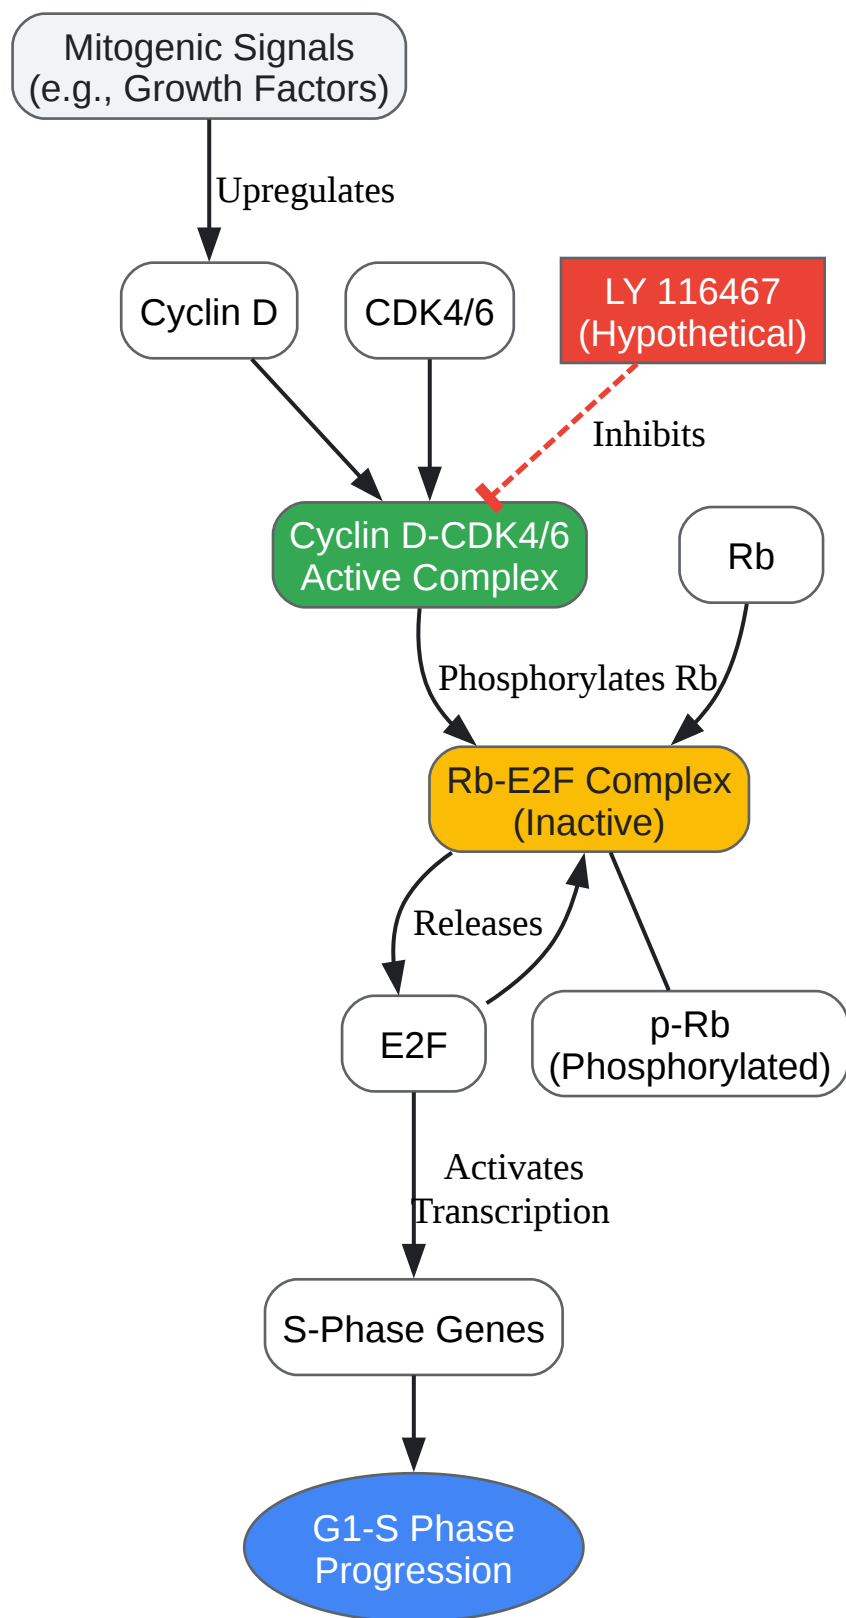 Mitogenic Signals
(e.g., Growth Factors)
Upregulates
Cyclin D
CDK4/6
LY 116467
(Hypothetical)
Inhibits
Cyclin D-CDK4/6
Active Complex
Rb
Phosphorylates Rb
Rb-E2F Complex
(Inactive)
Releases
E2F
p-Rb
(Phosphorylated)
Activates
Transcription
S-Phase Genes
G1-S Phase
Progression